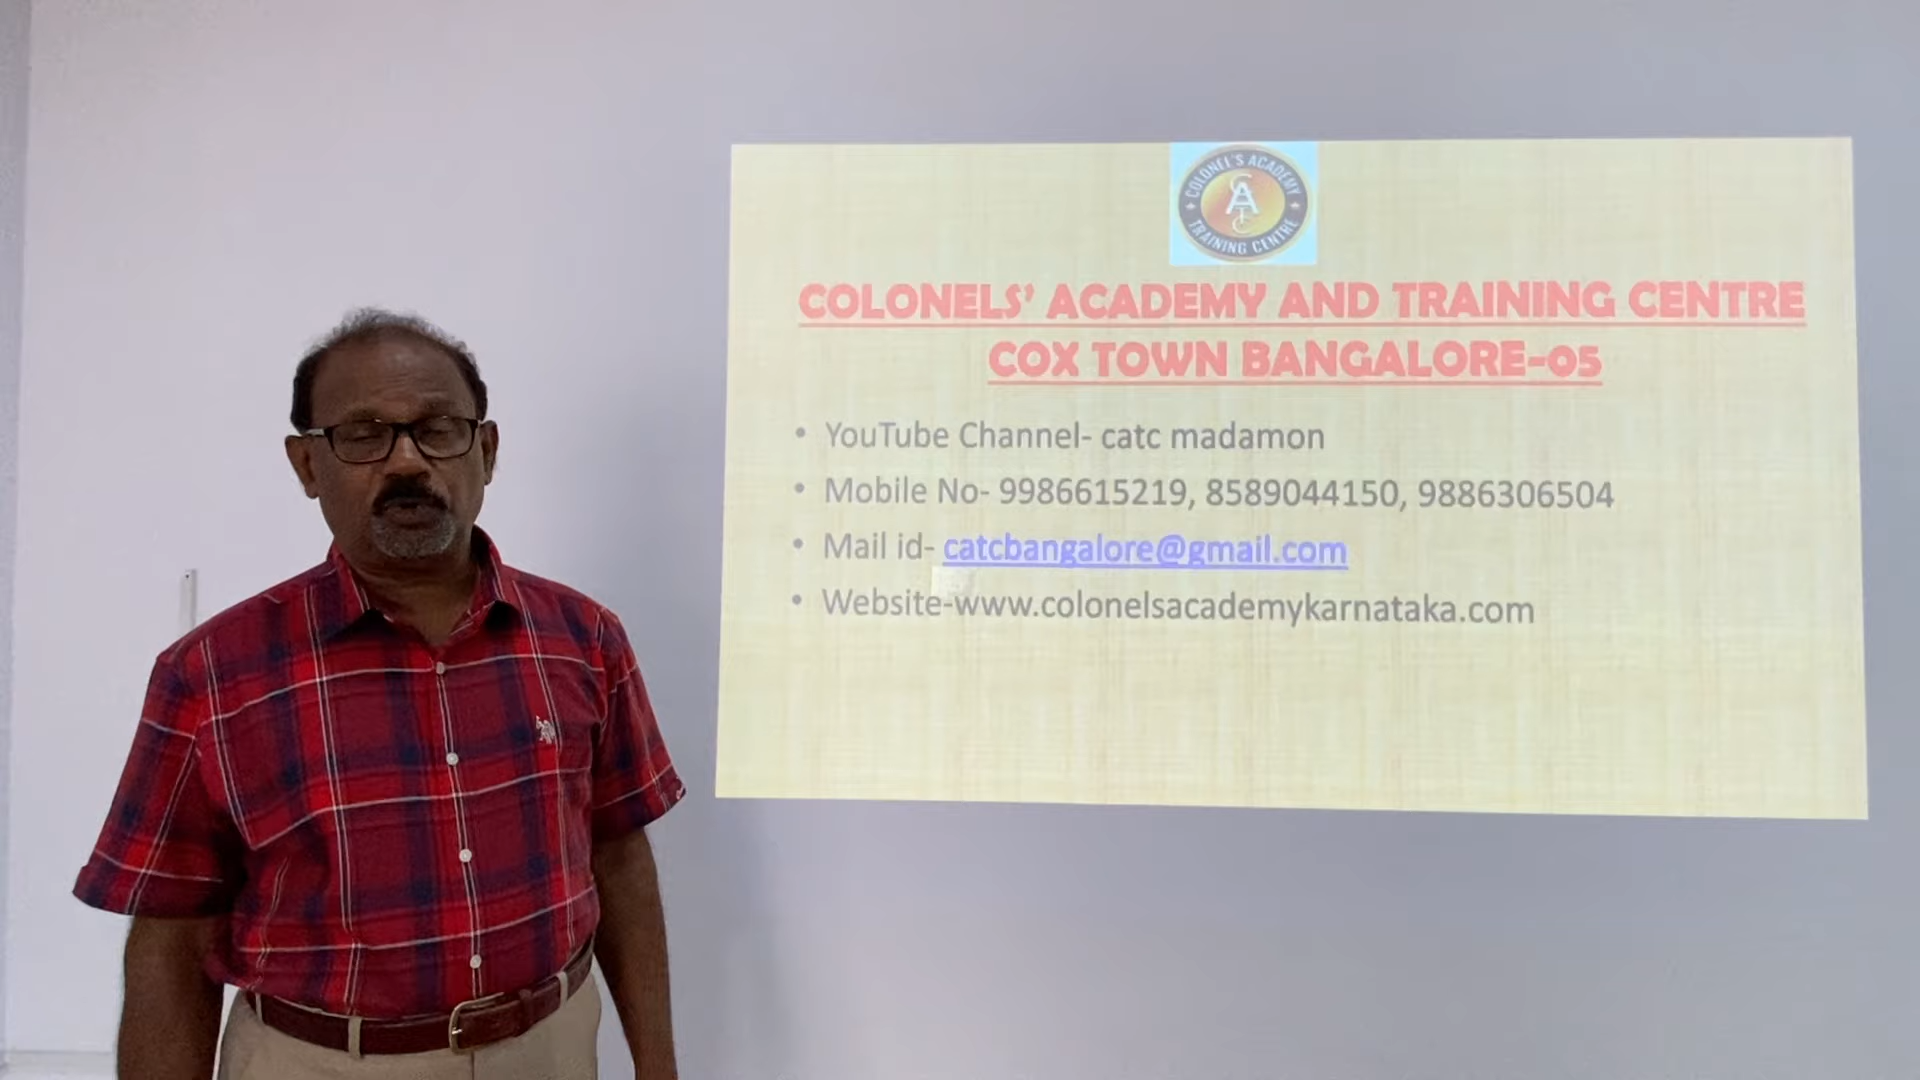 COLONEL'S ACADEMY
CATC
TRAINING CENTRE
COLONELS' ACADEMY AND TRAINING CENTRE
COX TOWN BANGALORE-05
• YouTube Channel- catc madamon
• Mobile No- 9986615219, 8589044150, 9886306504
• Mail id- catcbangalore@gmail.com
• Website-www.colonelsacademykarnataka.com